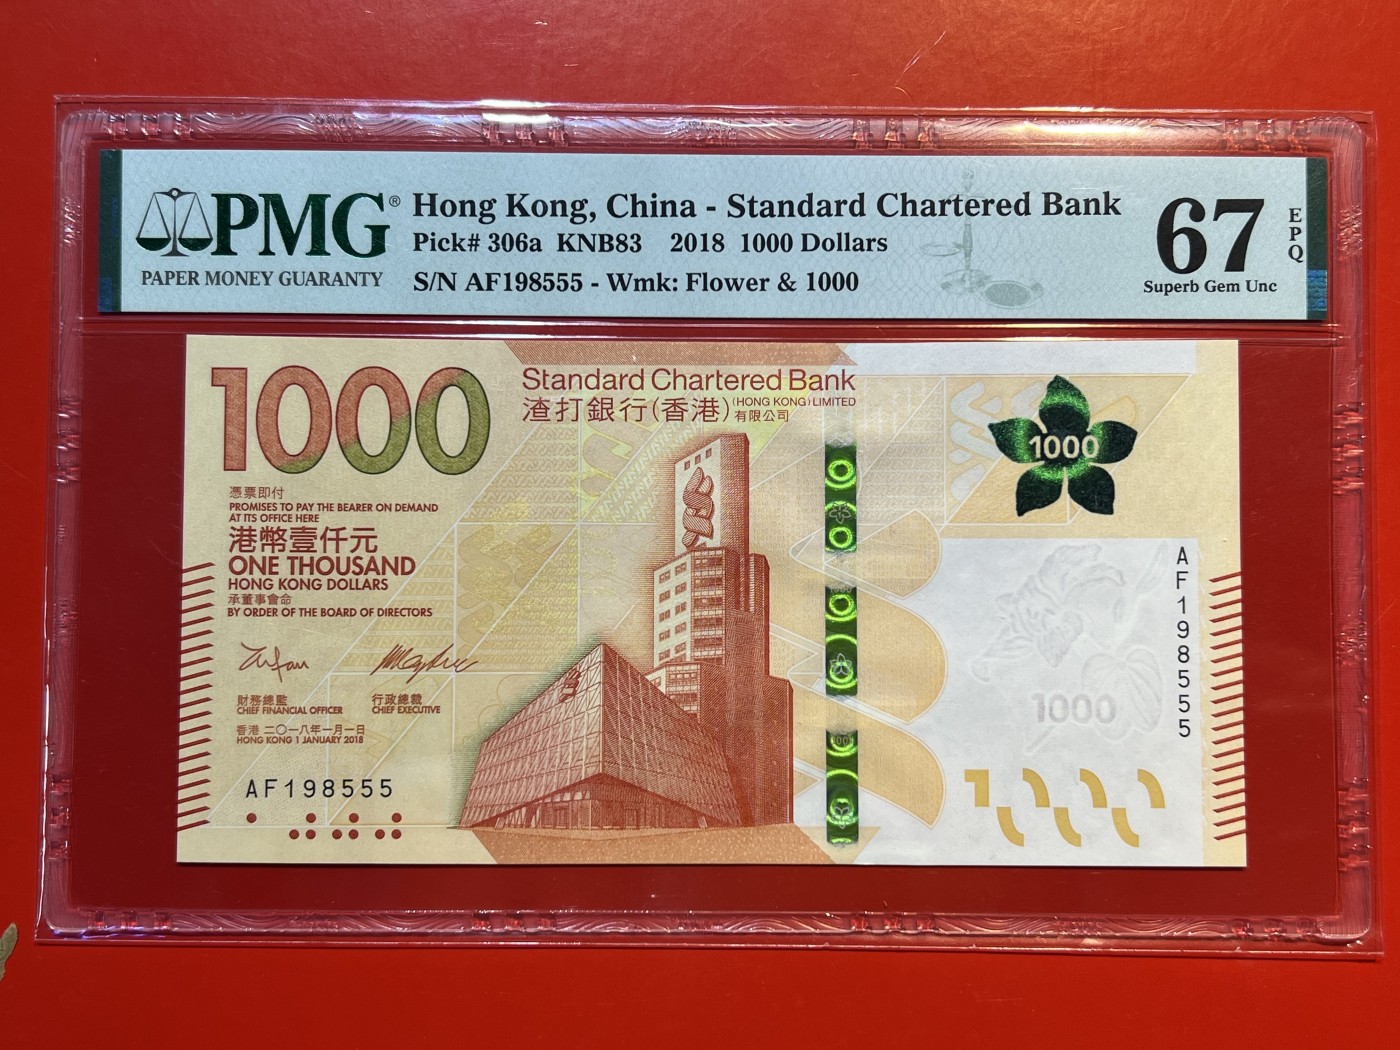 PMG®
PAPER MONEY GUARANTY
Hong Kong, China - Standard Chartered Bank
Pick# 306a KNB83 2018 1000 Dollars
S/N AF198555 - Wmk: Flower & 1000
67
EPQ
Superb Gem Unc
1000
Standard Chartered Bank
渣打銀行(香港)
(HONG KONG) LIMITED
有限公司
1000
憑票即付
PROMISES TO PAY THE BEARER ON DEMAND
AT ITS OFFICE HERE
港幣壹仟元
ONE THOUSAND
HONG KONG DOLLARS
承董事會命
BY ORDER OF THE BOARD OF DIRECTORS
財務總監
CHIEF FINANCIAL OFFICER
行政總裁
CHIEF EXECUTIVE
香港 二〇一八年一月一日
HONG KONG 1 JANUARY 2018
AF198555
AF198555
1000
1000